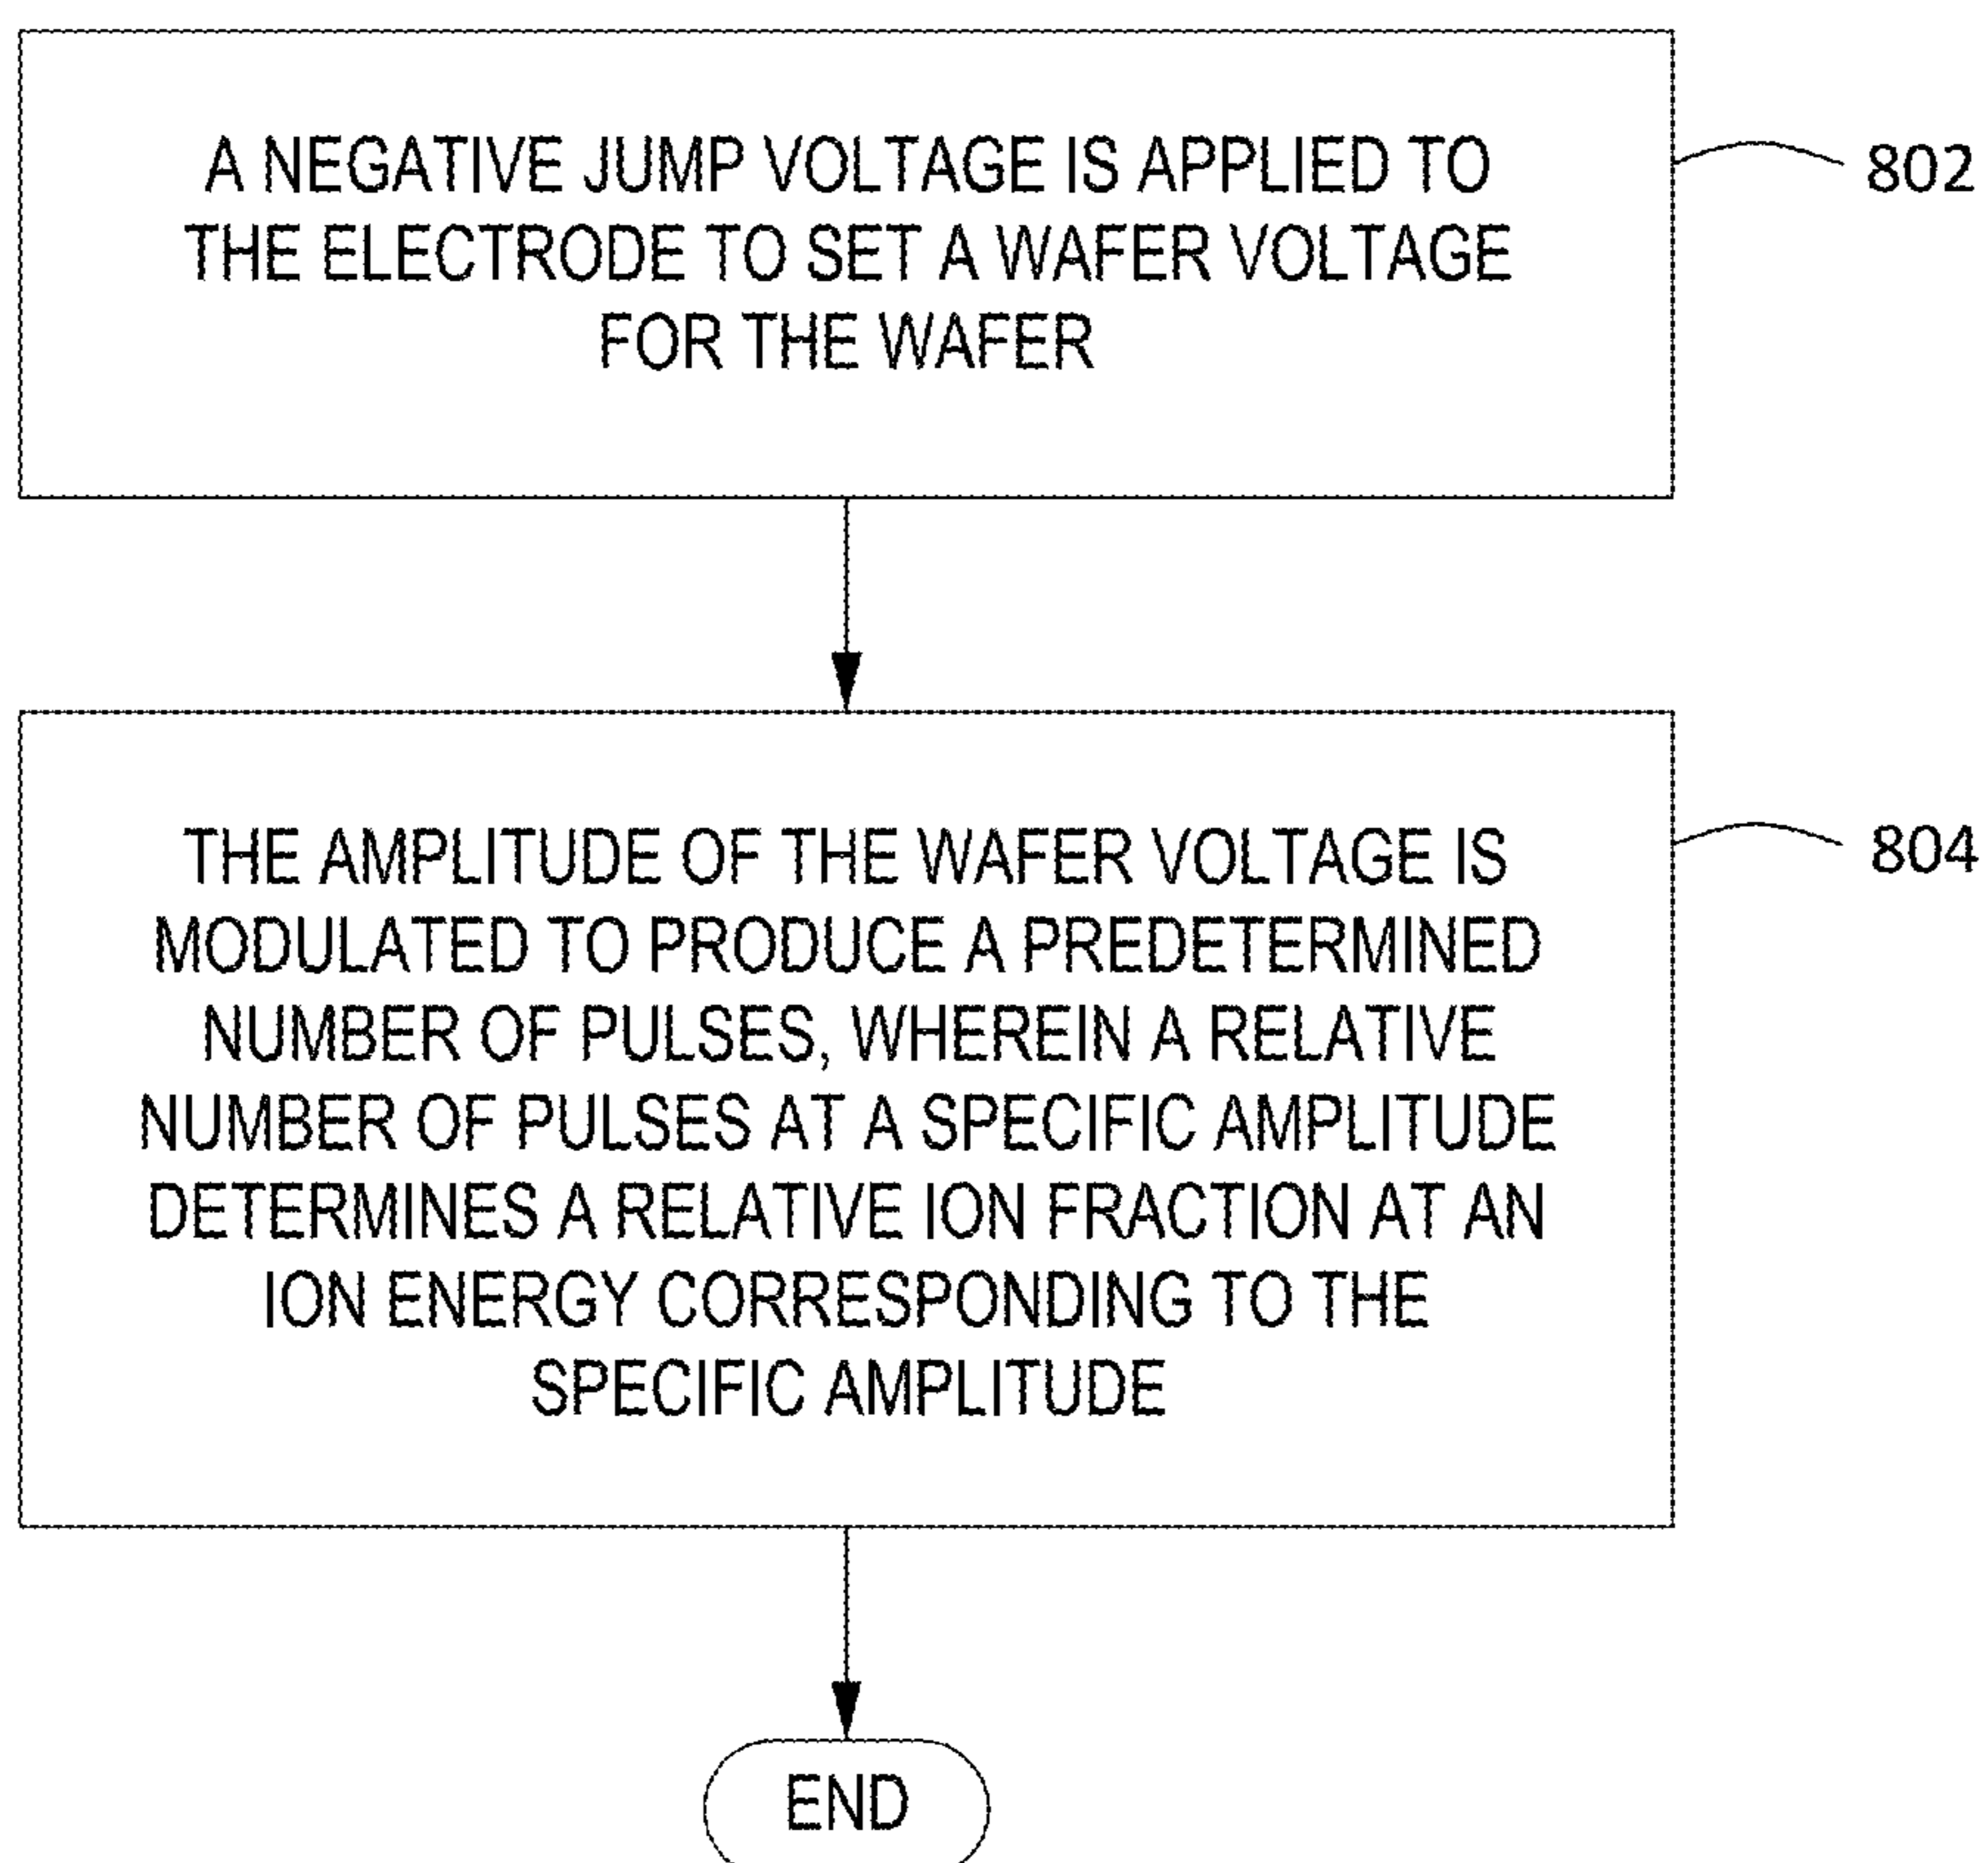 A NEGATIVE JUMP VOLTAGE IS APPLIED TO
THE ELECTRODE TO SET A WAFER VOLTAGE
FOR THE WAFER
802
THE AMPLITUDE OF THE WAFER VOLTAGE IS
MODULATED TO PRODUCE A PREDETERMINED
NUMBER OF PULSES, WHEREIN A RELATIVE
NUMBER OF PULSES AT A SPECIFIC AMPLITUDE
DETERMINES A RELATIVE ION FRACTION AT AN
ION ENERGY CORRESPONDING TO THE
SPECIFIC AMPLITUDE
804
END